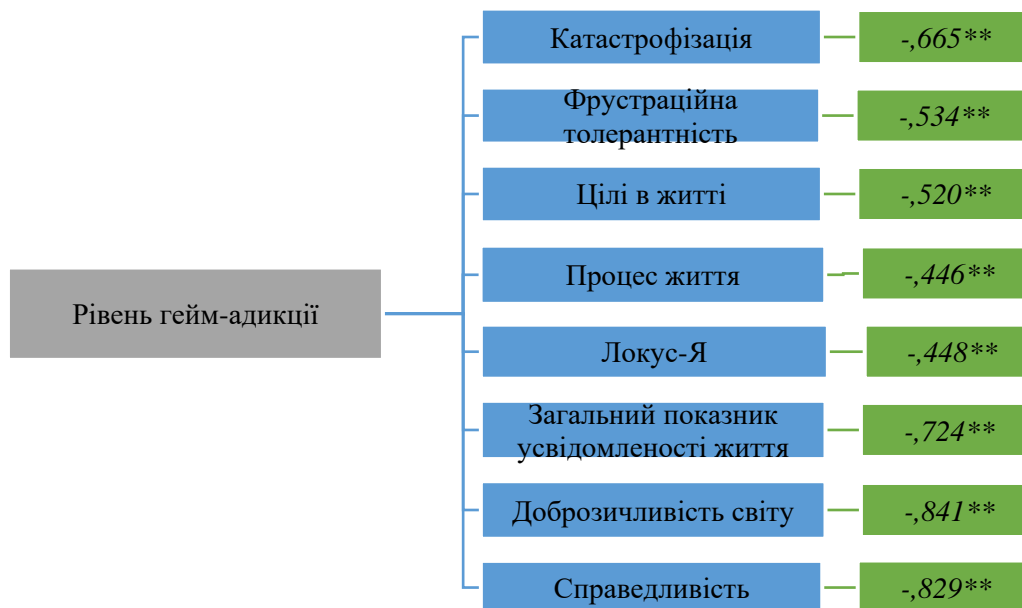 Катастрофізація
-,665**
Фрустраційна
толерантність
-,534**
Цілі в житті
-,520**
Процес життя
-,446**
Рівень гейм-адикції
Локус-Я
-,448**
Загальний показник
усвідомленості життя
-,724**
Доброзичливість світу
-,841**
Справедливість
-,829**